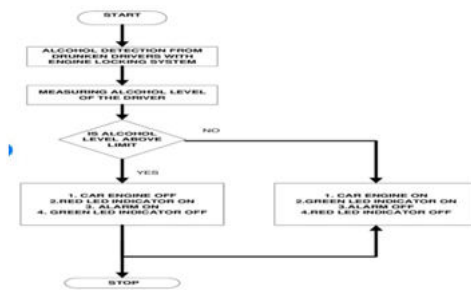 START
ALCOHOL DETECTION FROM
DRUNKEN DRIVERS WITH
ENGINE LOCKING SYSTEM
MEASURING ALCOHOL LEVEL
OF THE DRIVER
IS ALCOHOL
LEVEL ABOVE
LIMIT
NO
YES
1. CAR ENGINE OFF
2.RED LED INDICATOR ON
3. ALARM ON
4. GREEN LED INDICATOR OFF
1. CAR ENGINE ON
2.GREEN LED INDICATOR ON
3.ALARM OFF
4.RED LED INDICATOR OFF
STOP